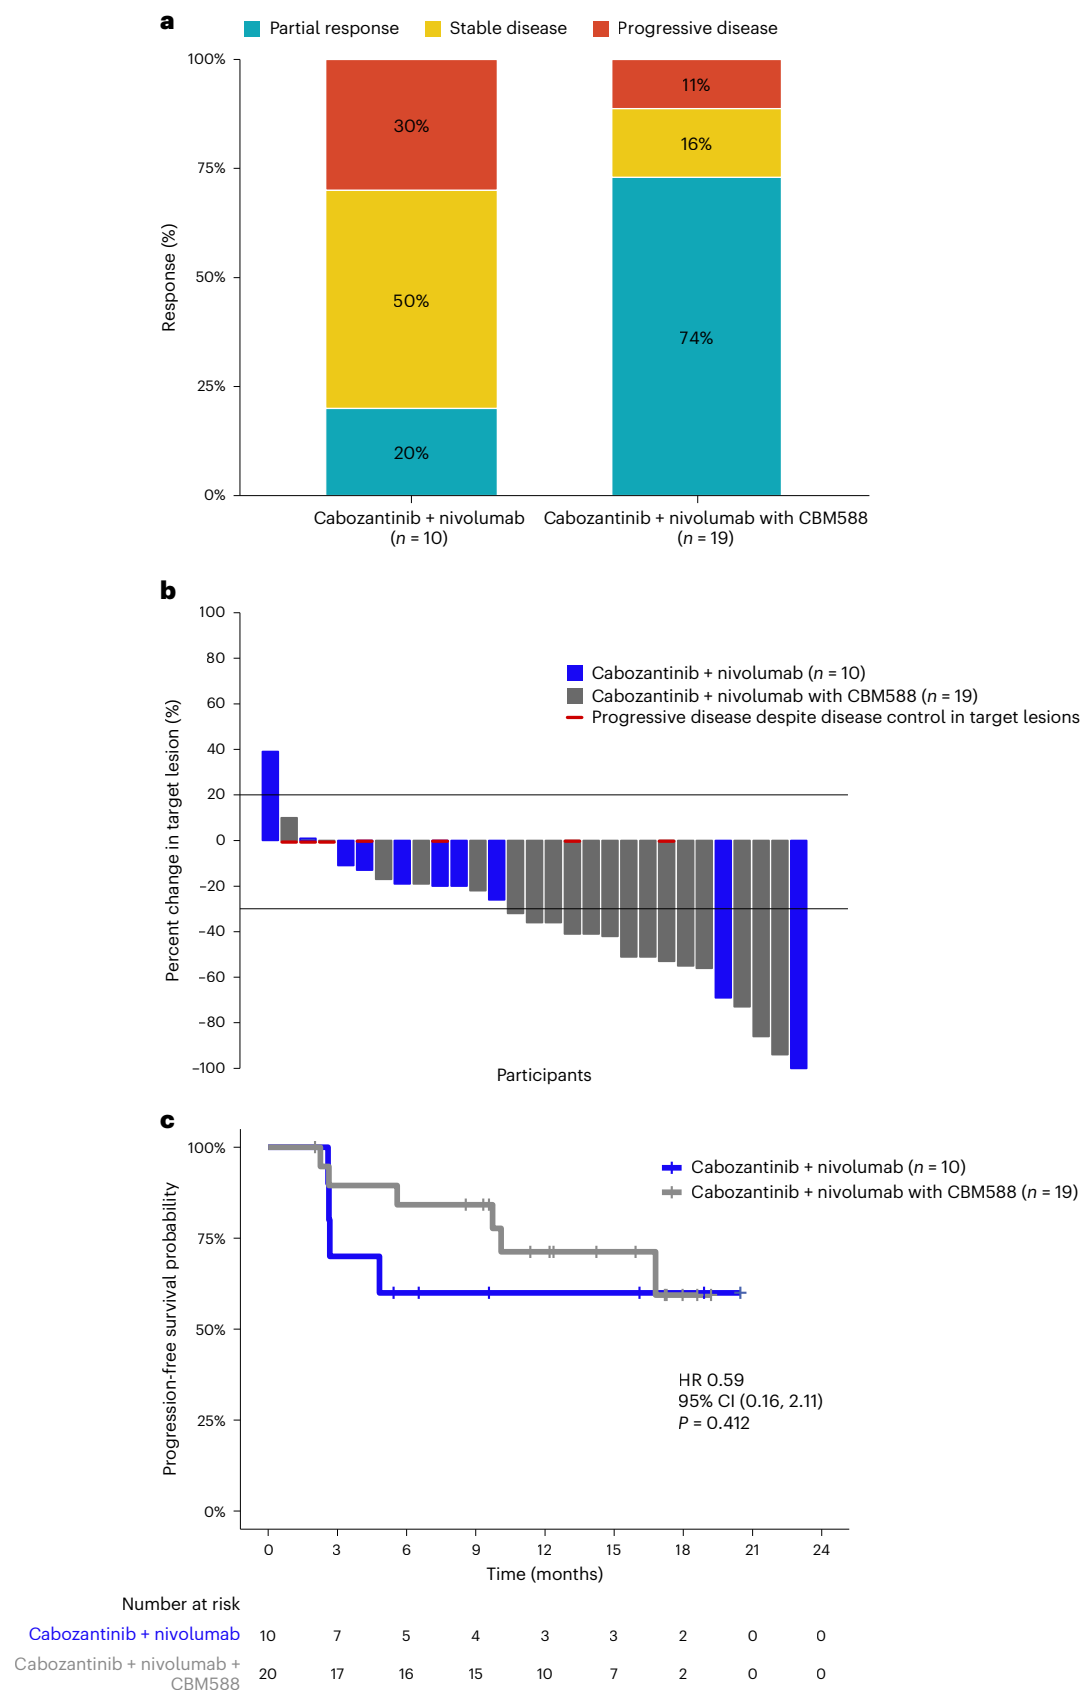 a
Partial response
Stable disease
Progressive disease
100%
75%
50%
25%
0%
Response (%)
30%
50%
20%
11%
16%
74%
Cabozantinib + nivolumab
(n = 10)
Cabozantinib + nivolumab with CBM588
(n = 19)
b
100
80
60
40
20
0
–20
–40
–60
–80
–100
Percent change in target lesion (%)
Cabozantinib + nivolumab (n = 10)
Cabozantinib + nivolumab with CBM588 (n = 19)
Progressive disease despite disease control in target lesions
Participants
c
100%
75%
50%
25%
0%
Progression-free survival probability
Cabozantinib + nivolumab (n = 10)
Cabozantinib + nivolumab with CBM588 (n = 19)
HR 0.59
95% CI (0.16, 2.11)
P = 0.412
0 3 6 9 12 15 18 21 24
Time (months)
Number at risk
Cabozantinib + nivolumab 10 7 5 4 3 3 2 0 0
Cabozantinib + nivolumab +
CBM588 20 17 16 15 10 7 2 0 0